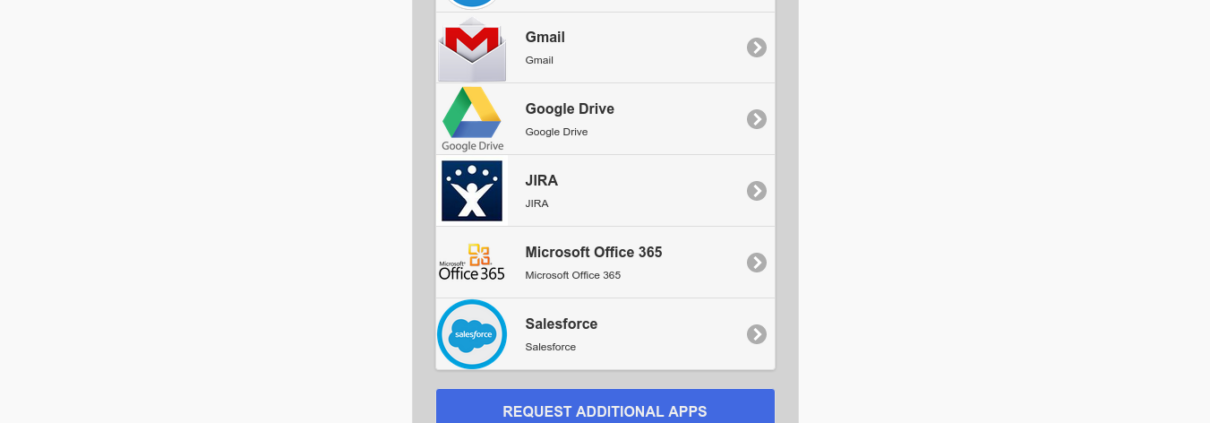 Gmail
Gmail
Google Drive
Google Drive
Google Drive
JIRA
JIRA
Microsoft Office 365
Microsoft
Office 365
Microsoft Office 365
Salesforce
salesforce
Salesforce
REQUEST ADDITIONAL APPS